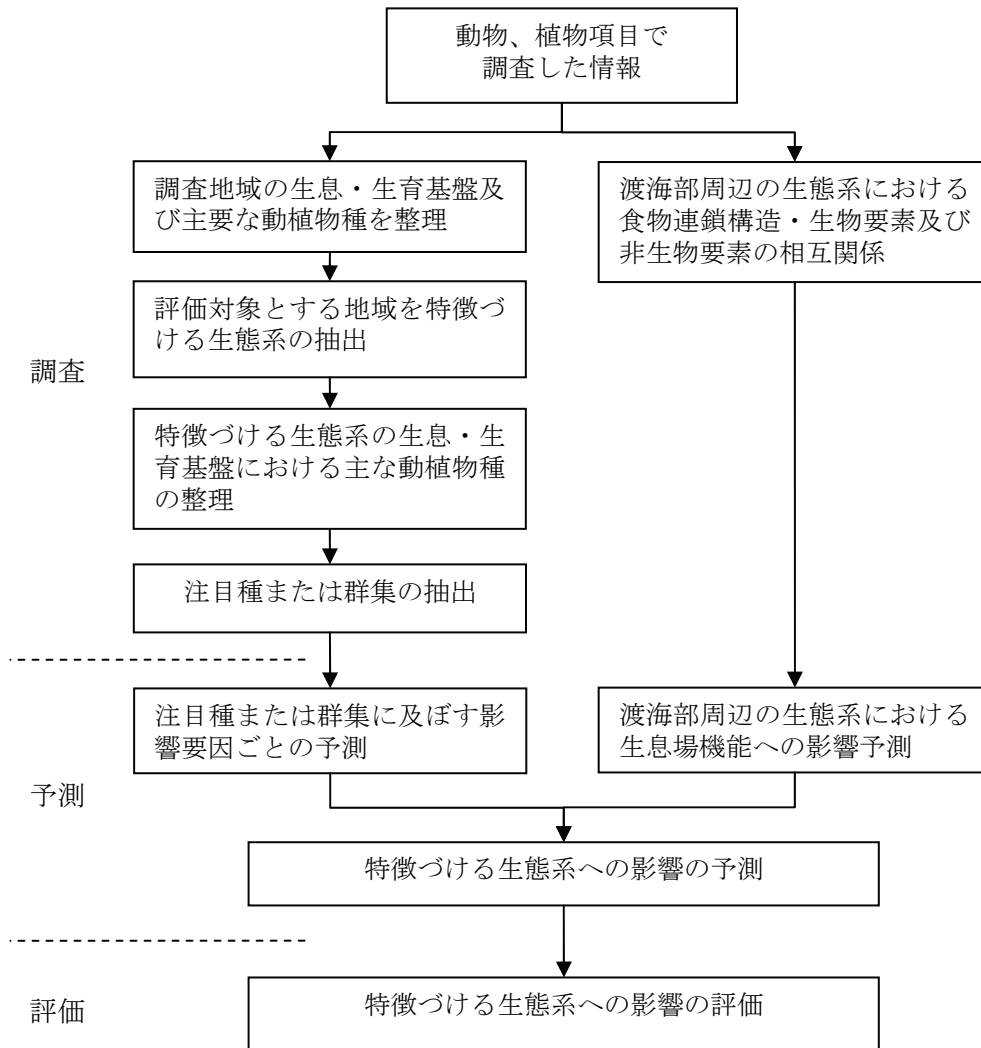 動物、植物項目で
調査した情報
調査地域の生息・生育基盤及
び主要な動植物種を整理
渡海部周辺の生態系における
食物連鎖構造・生物要素及び
非生物要素の相互関係
評価対象とする地域を特徴づ
ける生態系の抽出
調査
特徴づける生態系の生息・生
育基盤における主な動植物種
の整理
注目種または群集の抽出
注目種または群集に及ぼす影
響要因ごとの予測
渡海部周辺の生態系における
生息場機能への影響予測
予測
特徴づける生態系への影響の予測
評価
特徴づける生態系への影響の評価